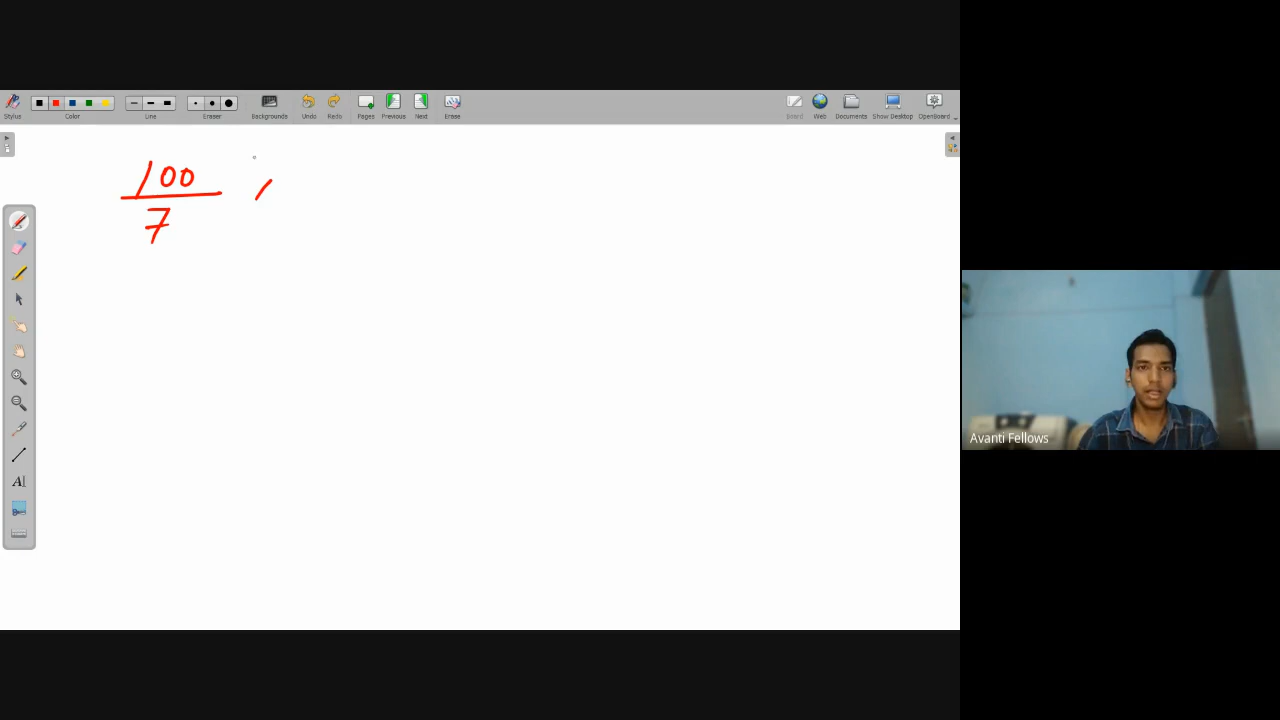 Stylus Color Line Eraser Backgrounds Undo Redo Pages Previous Next Erase Board Web Documents Show Desktop OpenBoard
100 ,
7
Avanti Fellows